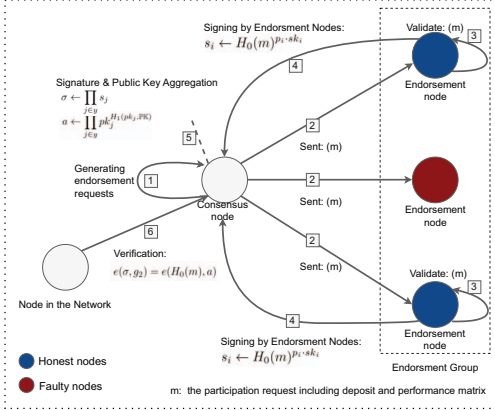 Signing by Endorsment Nodes:
s_i ← H_0(m)^{p_i·sk_i}
Validate: (m)
3
4
Endorsement
node
Signature & Public Key Aggregation
σ ← ∏_{j∈y} s_j
a ← ∏_{j∈y} pk_j^{H_1(pk_j,PK)}
2
5
Sent: (m)
Generating
endorsement
requests
1
2
Consensus
node
Sent: (m)
Endorsement
node
6
2
Verification:
e(σ, g_2) = e(H_0(m), a)
Sent: (m)
Validate: (m)
3
Node in the Network
4
Endorsement
node
Signing by Endorsment Nodes:
s_i ← H_0(m)^{p_i·sk_i}
Endorsment Group
Honest nodes
Faulty nodes
m: the participation request including deposit and performance matrix